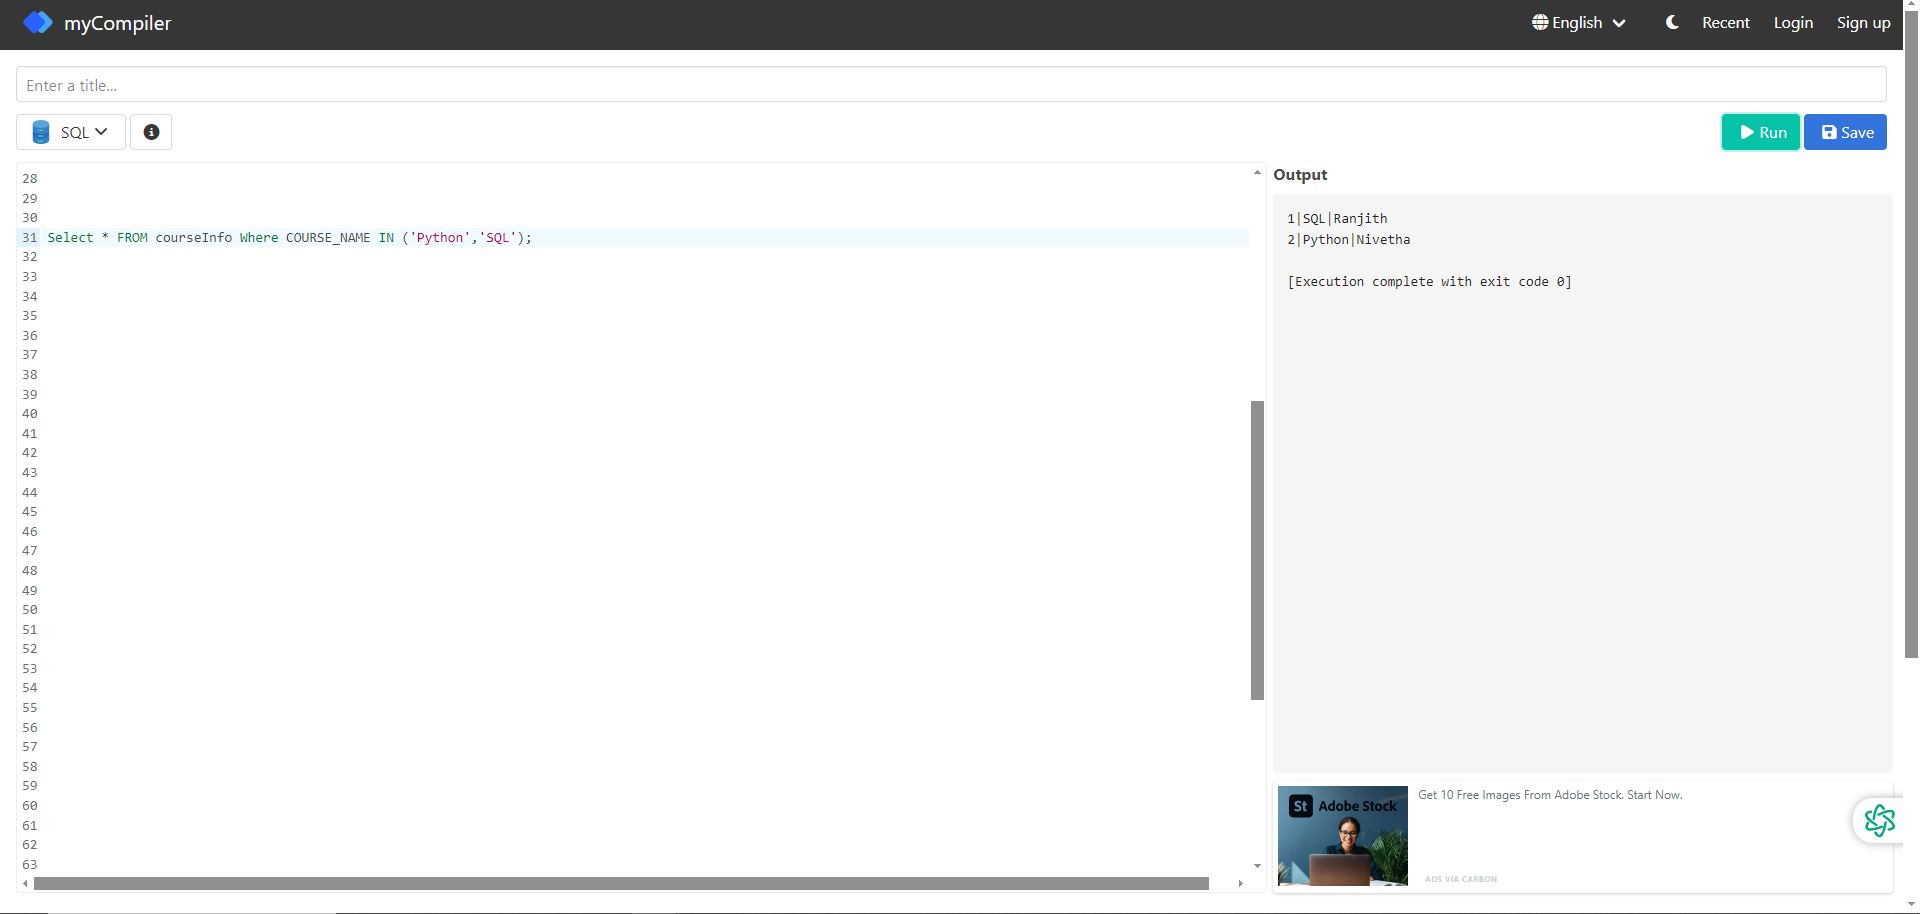 myCompiler
English
Recent
Login
Sign up
Enter a title...
SQL
Run
Save
28
29
30
31 Select * FROM courseInfo Where COURSE_NAME IN ('Python','SQL');
32
33
34
35
36
37
38
39
40
41
42
43
44
45
46
47
48
49
50
51
52
53
54
55
56
57
58
59
60
61
62
63
Output
1|SQL|Ranjith
2|Python|Nivetha
[Execution complete with exit code 0]
St Adobe Stock
Get 10 Free Images From Adobe Stock. Start Now.
ADS VIA CARBON